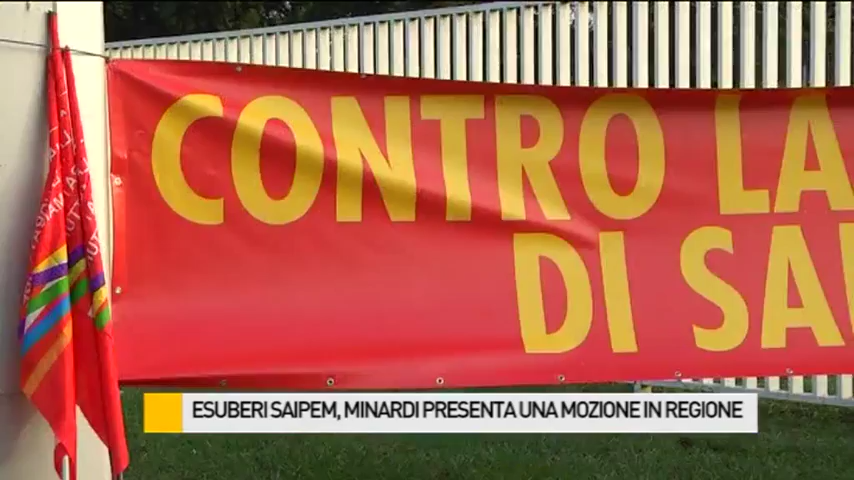 CONTRO LA
DI SA
ESUBERI SAIPEM, MINARDI PRESENTA UNA MOZIONE IN REGIONE